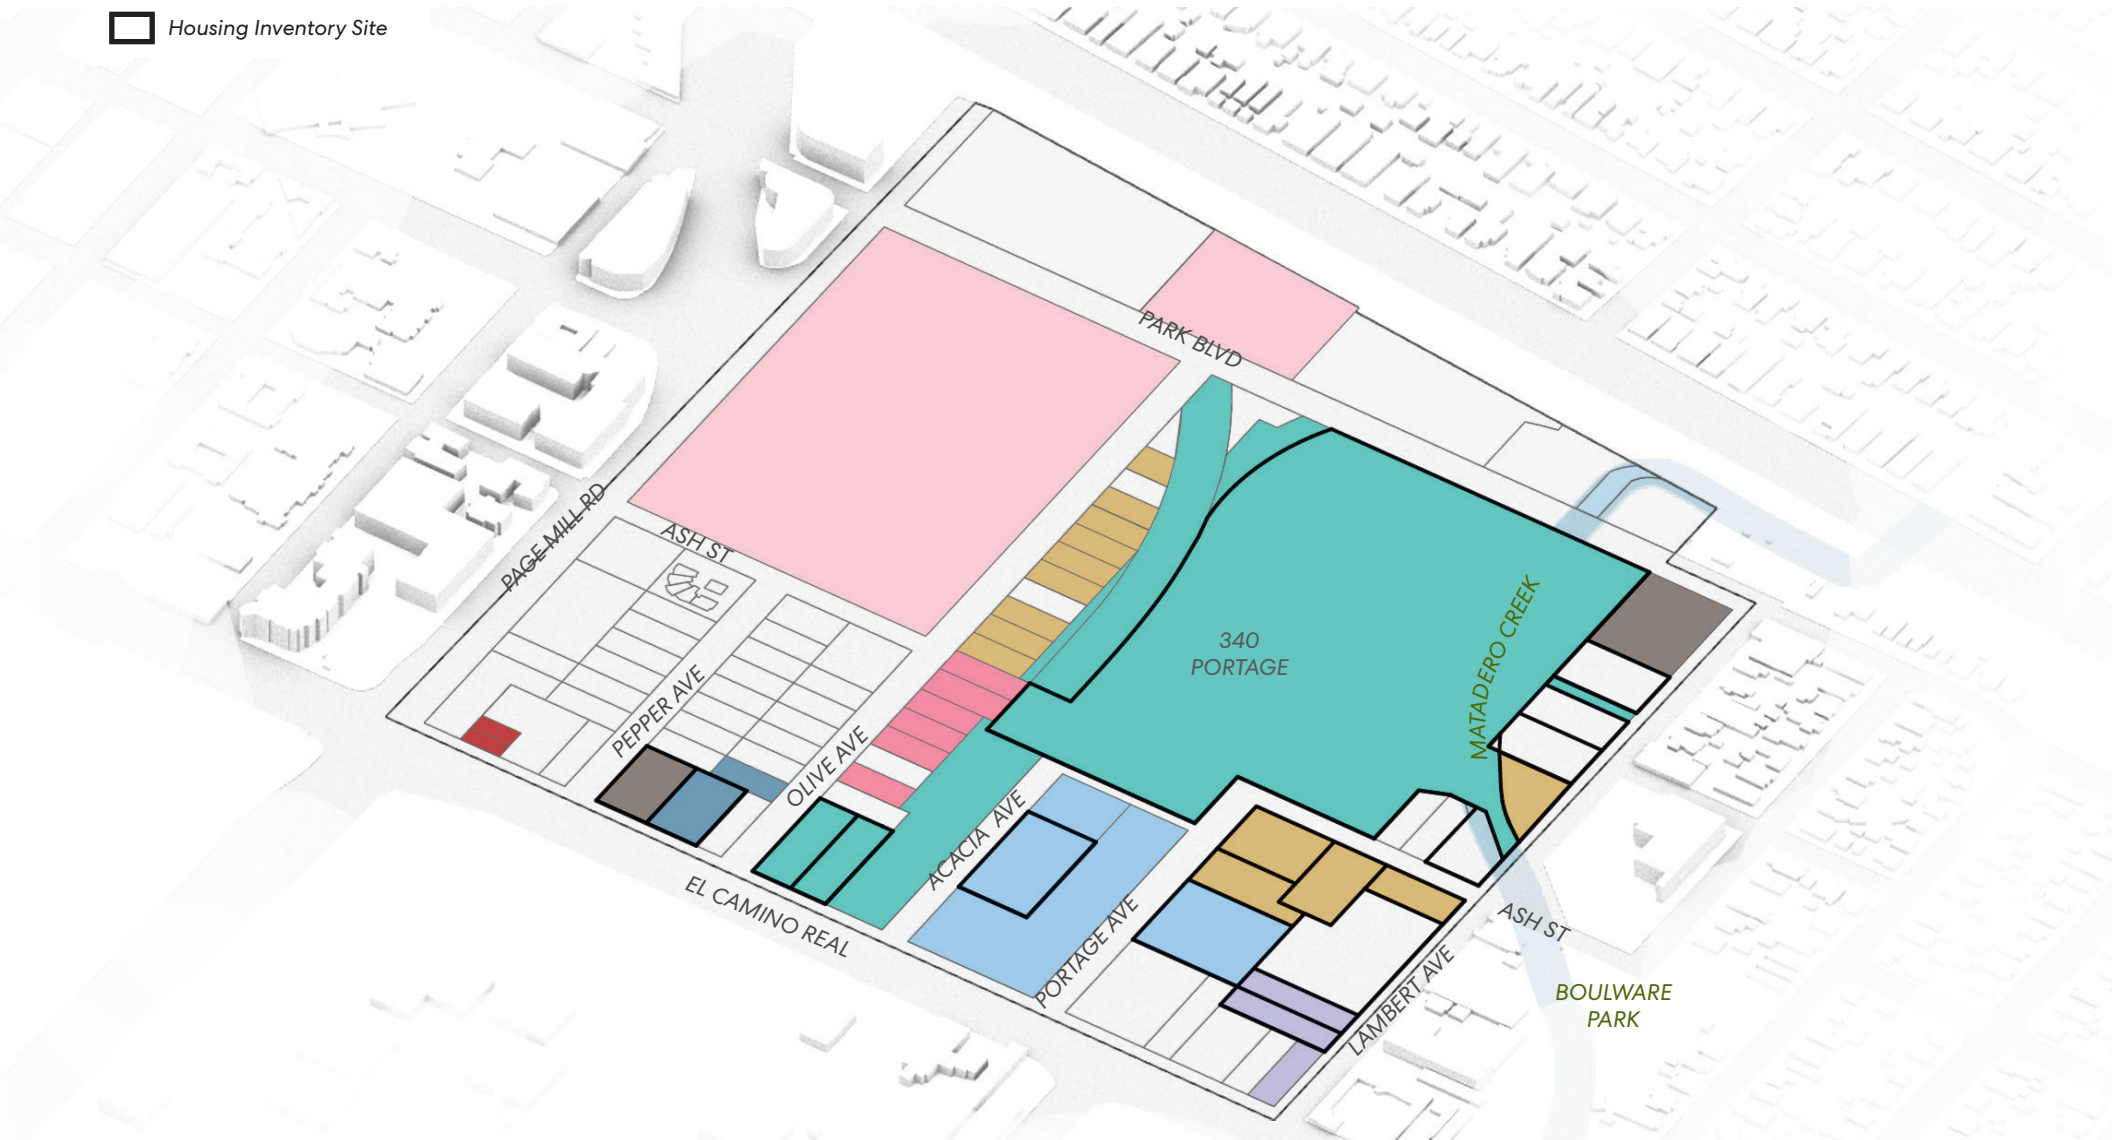 Housing Inventory Site
PARK BLVD
PAGE MILL RD
ASH ST
MATADERO CREEK
340
PORTAGE
PEPPER AVE
OLIVE AVE
ACACIA AVE
EL CAMINO REAL
PORTAGE AVE
LAMBERT AVE
ASH ST
BOULWARE
PARK